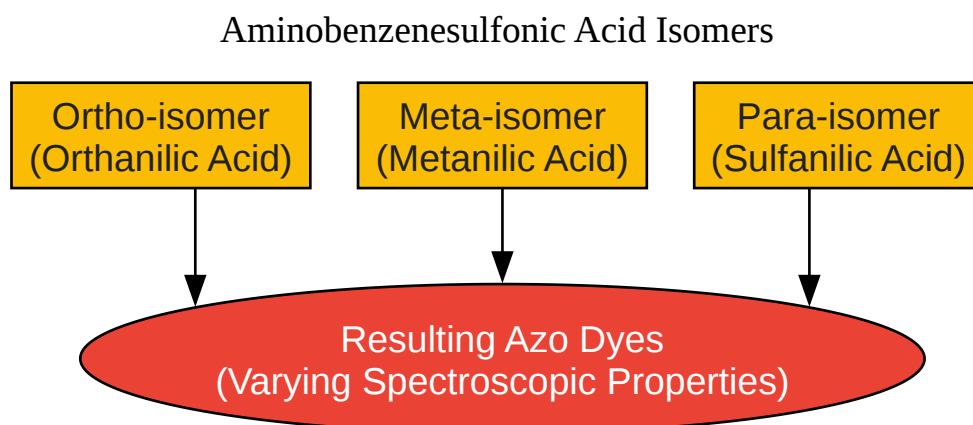 Aminobenzenesulfonic Acid Isomers
Ortho-isomer
(Orthanilic Acid)
Meta-isomer
(Metanilic Acid)
Para-isomer
(Sulfanilic Acid)
Resulting Azo Dyes
(Varying Spectroscopic Properties)